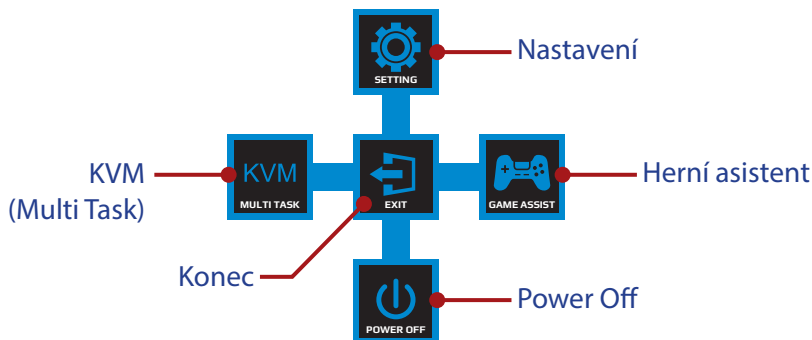 SETTING
Nastavení
KVM
(Multi Task)
KVM
MULTI TASK
EXIT
GAME ASSIST
Herní asistent
Konec
POWER OFF
Power Off